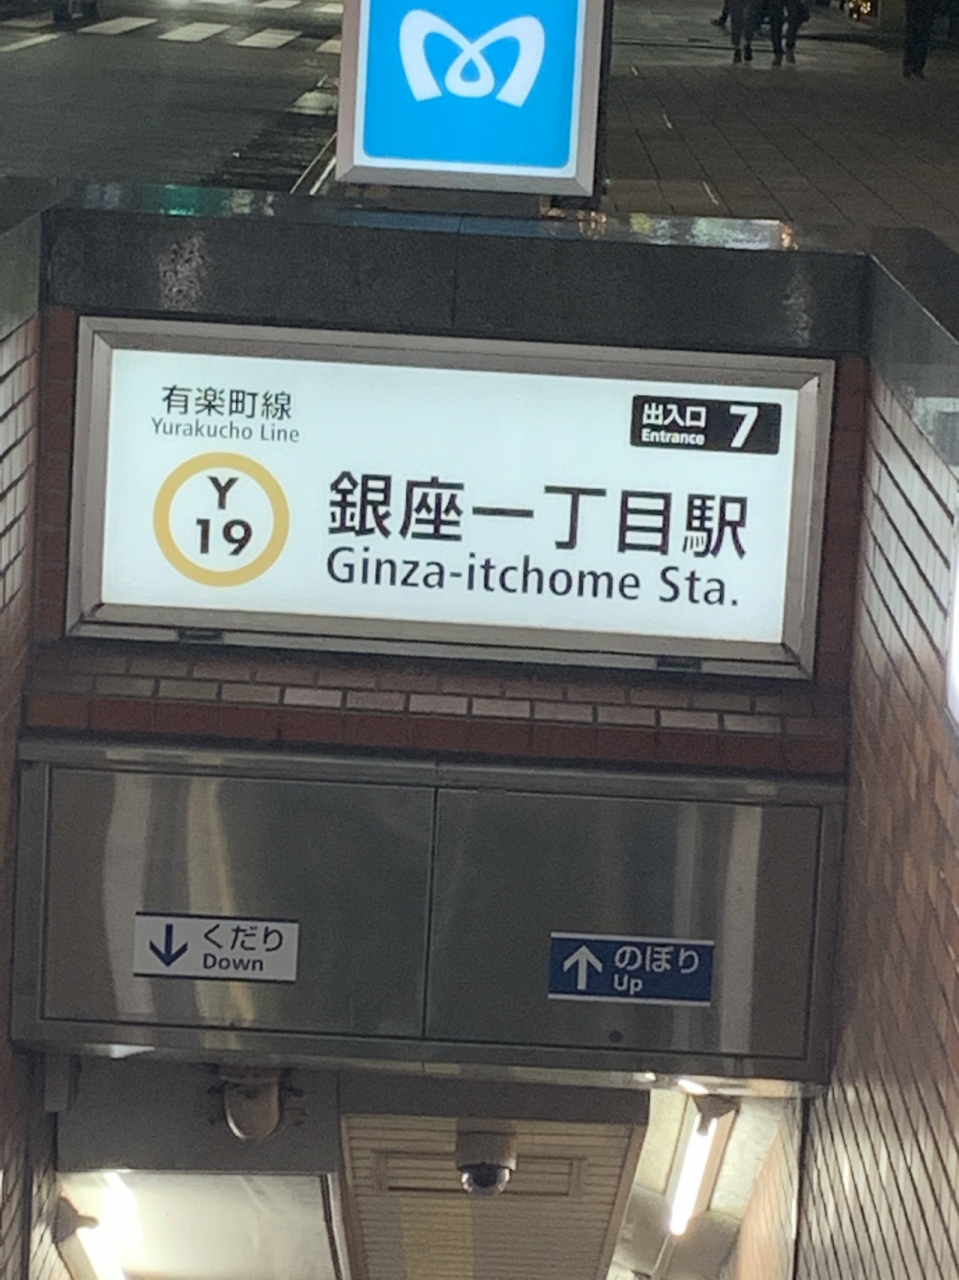 有楽町線
Yurakucho Line
Y
19
出入口
Entrance
7
銀座一丁目駅
Ginza-itchome Sta.
↓ くだり
Down
↑ のぼり
Up